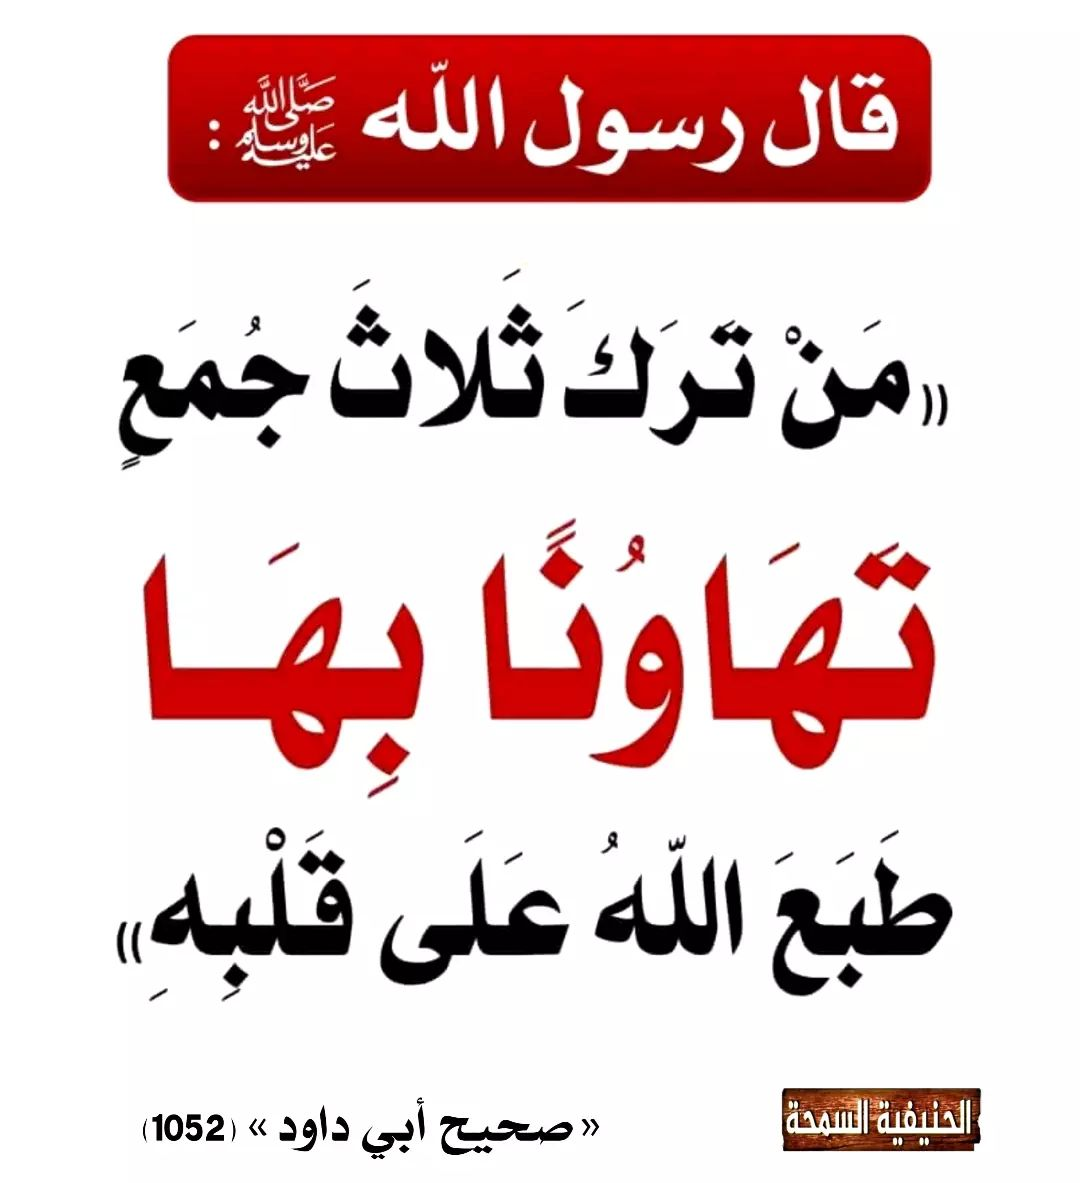 قال رسول الله ﷺ :
«مَنْ تَرَكَ ثَلاثَ جُمَعٍ
تَهَاوُنًا بِهَا
طَبَعَ اللّهُ عَلَى قَلْبِهِ»
« صحيح أبي داود » (1052)
الحنيفية السمحة